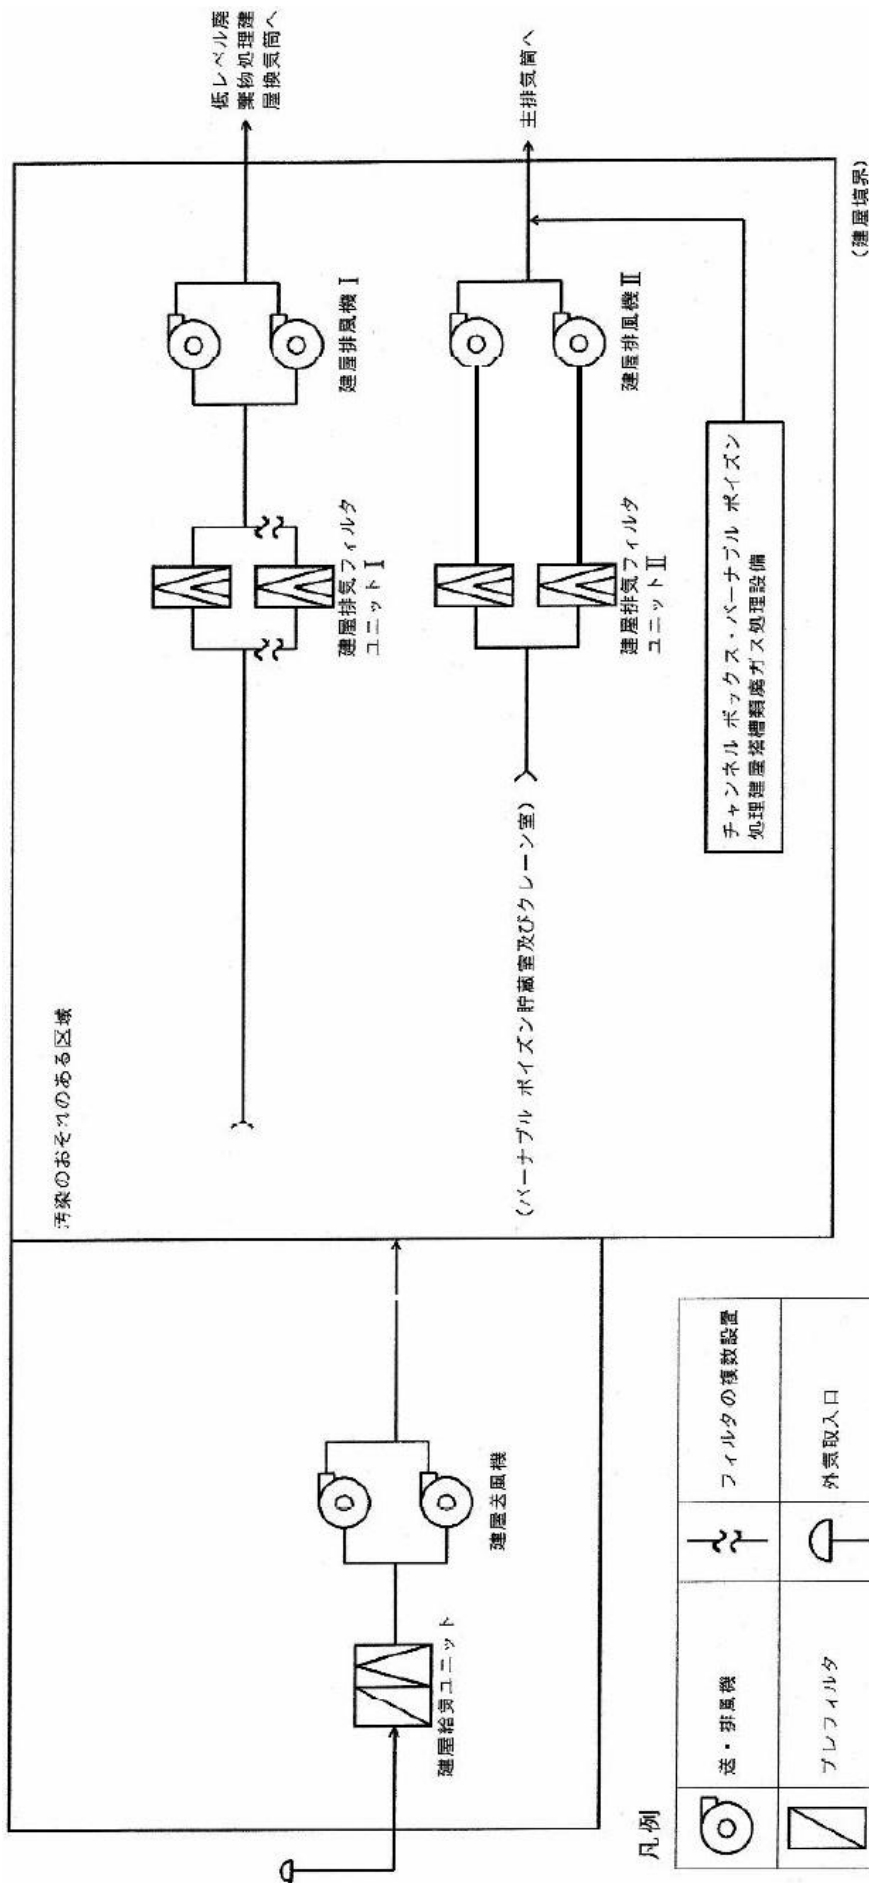 低レベル廃
棄物処理建
屋換気筒へ
主排気筒へ
(建屋境界)
建屋排風機Ⅰ
建屋排風機Ⅱ
建屋排気フィルタ
ユニットⅠ
建屋排気フィルタ
ユニットⅡ
チャンネル ボックス・バーナブル ポイズン
処理建屋塔槽類廃ガス処理設備
汚染のおそれのある区域
(バーナブル ポイズン貯蔵室及びクレーン室)
建屋送風機
建屋給気ユニット
凡例
送・排風機
フィルタの複数設置
プレフィルタ
外気取入口